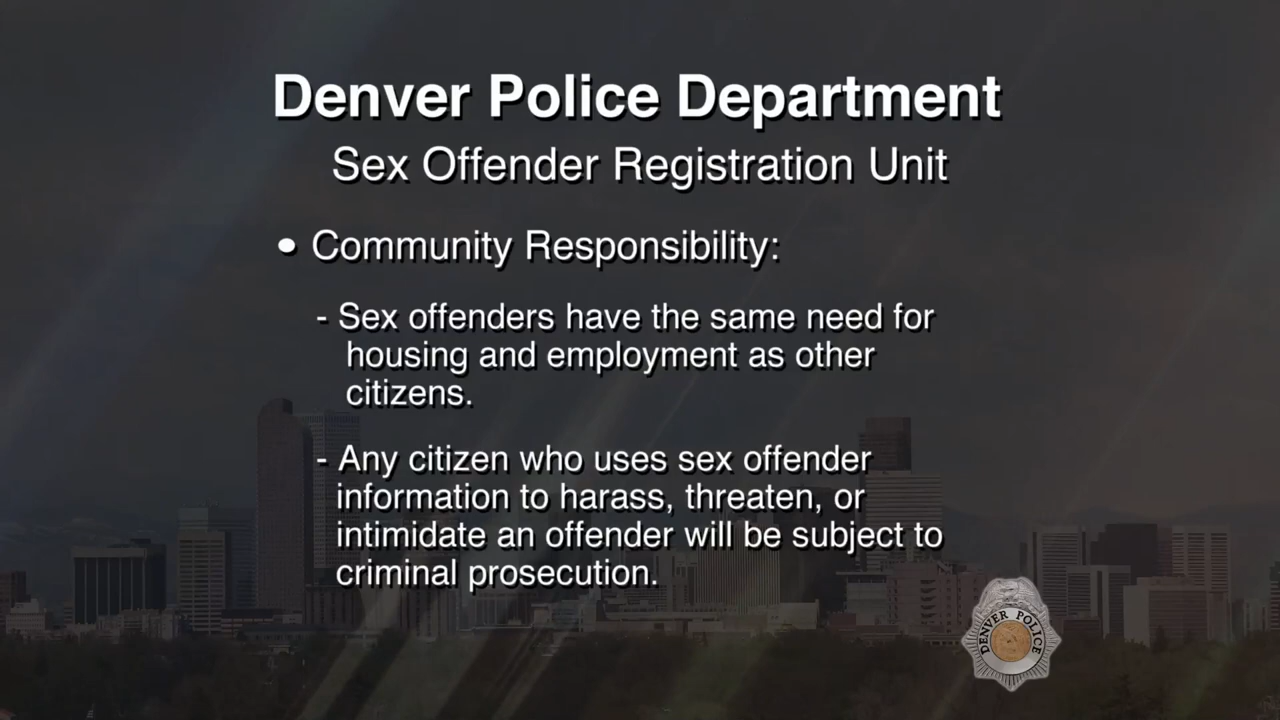 Denver Police Department
Sex Offender Registration Unit
• Community Responsibility:
- Sex offenders have the same need for
housing and employment as other
citizens.
- Any citizen who uses sex offender
information to harass, threaten, or
intimidate an offender will be subject to
criminal prosecution.
DENVER POLICE